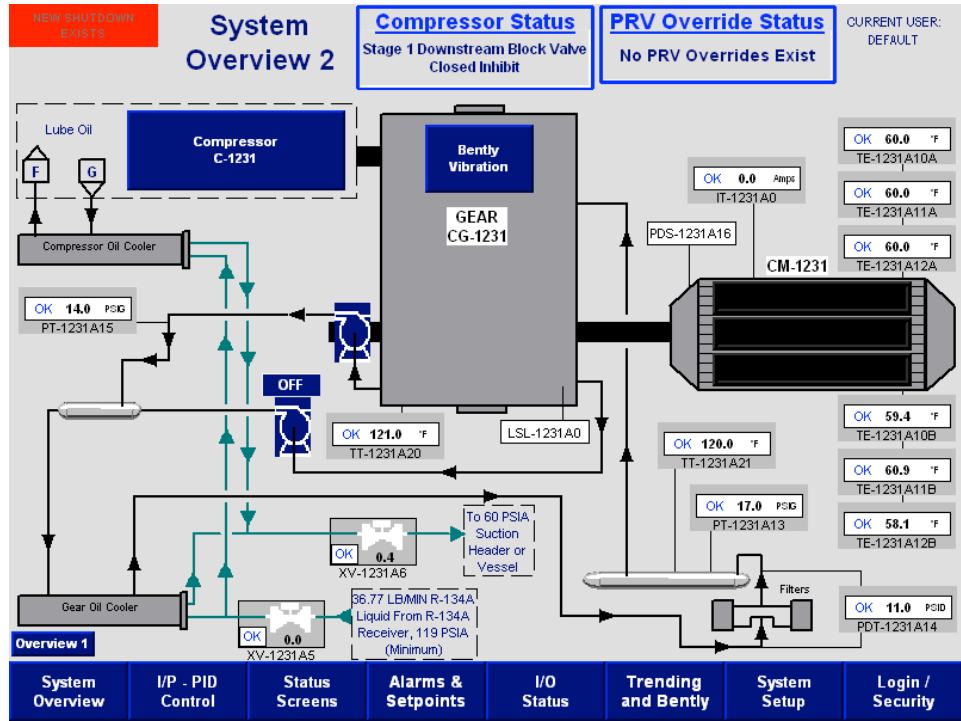 NEW SHUTDOWN
EXISTS
System
Overview 2
Compressor Status
Stage 1 Downstream Block Valve
Closed Inhibit
PRV Override Status
No PRV Overrides Exist
CURRENT USER:
DEFAULT
Lube Oil
F
G
Compressor
C-1231
Bently
Vibration
GEAR
CG-1231
OK 60.0 °F
TE-1231A10A
OK 60.0 °F
TE-1231A11A
OK 60.0 °F
TE-1231A12A
OK 0.0 Amps
IT-1231A0
PDS-1231A16
CM-1231
Compressor Oil Cooler
OK 14.0 PSIG
PT-1231A15
OFF
OK 121.0 °F
TT-1231A20
LSL-1231A0
OK 120.0 °F
TT-1231A21
OK 17.0 PSIG
PT-1231A13
OK 59.4 °F
TE-1231A10B
OK 60.9 °F
TE-1231A11B
OK 58.1 °F
TE-1231A12B
OK 0.4
XV-1231A6
To 60 PSIA
Suction
Header or
Vessel
Gear Oil Cooler
OK 0.0
XV-1231A5
36.77 LB/MIN R-134A
Liquid From R-134A
Receiver, 119 PSIA
(Minimum)
Filters
OK 11.0 PSID
PDT-1231A14
Overview 1
System
Overview
I/P - PID
Control
Status
Screens
Alarms &
Setpoints
I/O
Status
Trending
and Bently
System
Setup
Login /
Security